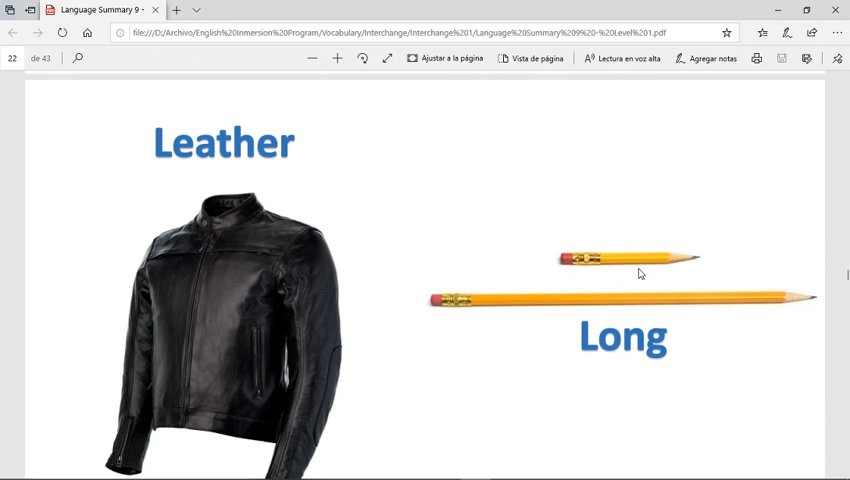 Language Summary 9 -
file:///D:/Archivo/English%20Inmersion%20Program/Vocabulary/Interchange/Interchange%201/Language%20Summary%209%20-%20Level%201.pdf
22 de 43
Ajustar a la página
Vista de página
Lectura en voz alta
Agregar notas
Leather
Long